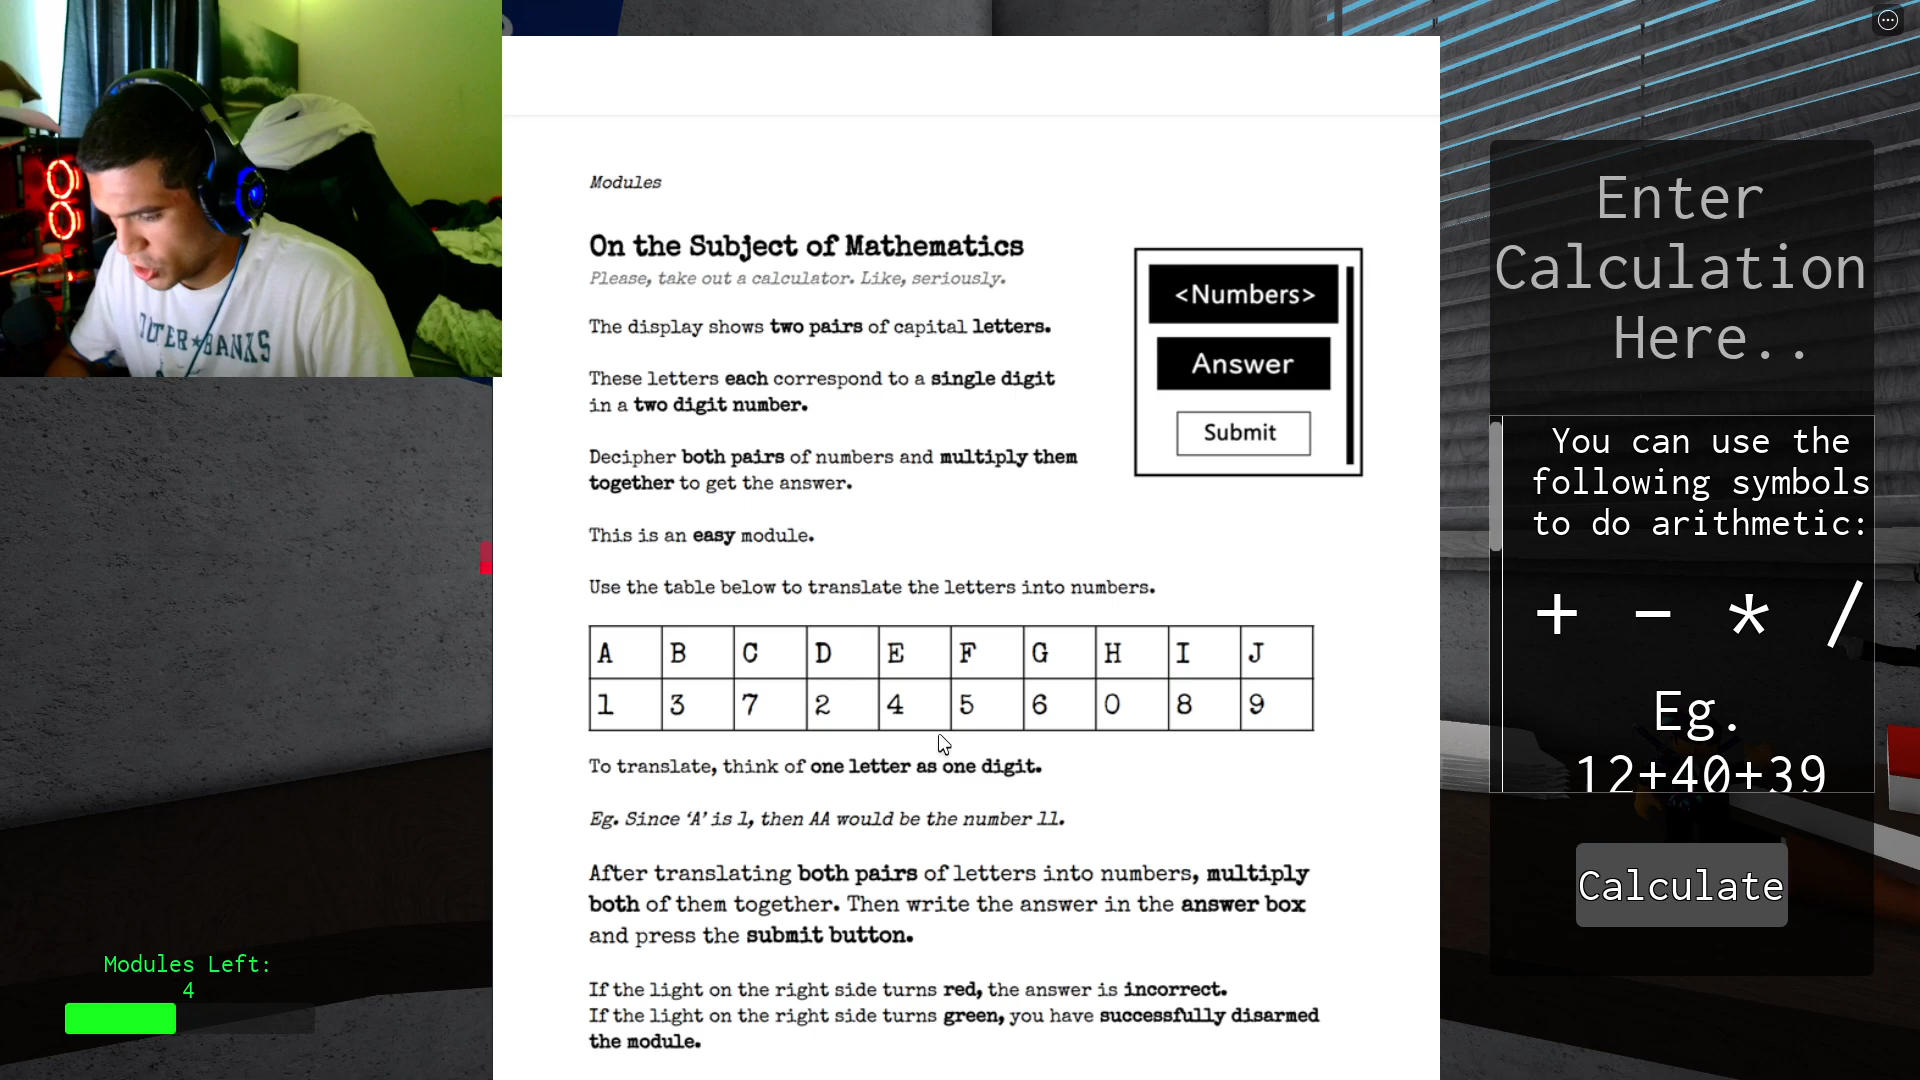 Modules
On the Subject of Mathematics
Please, take out a calculator. Like, seriously.
The display shows two pairs of capital letters.
These letters each correspond to a single digit
in a two digit number.
Decipher both pairs of numbers and multiply them
together to get the answer.
This is an easy module.
Use the table below to translate the letters into numbers.
<Numbers>
Answer
Submit
A B C D E F G H I J
1 3 7 2 4 5 6 0 8 9
To translate, think of one letter as one digit.
Eg. Since ‘A’ is 1, then AA would be the number 11.
After translating both pairs of letters into numbers, multiply
both of them together. Then write the answer in the answer box
and press the submit button.
If the light on the right side turns red, the answer is incorrect.
If the light on the right side turns green, you have successfully disarmed
the module.
Enter
Calculation
Here..
You can use the
following symbols
to do arithmetic:
+ - * /
Eg.
12+40+39
Calculate
Modules Left:
4
OUTER★BANKS